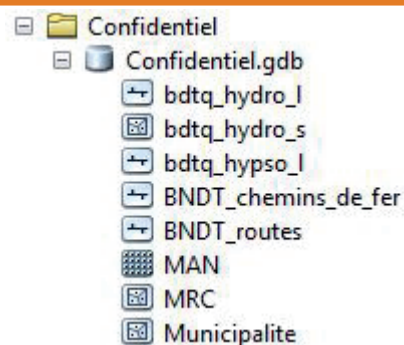 Confidentiel
Confidentiel.gdb
bdtq_hydro_l
bdtq_hydro_s
bdtq_hypso_l
BNDT_chemins_de_fer
BNDT_routes
MAN
MRC
Municipalite